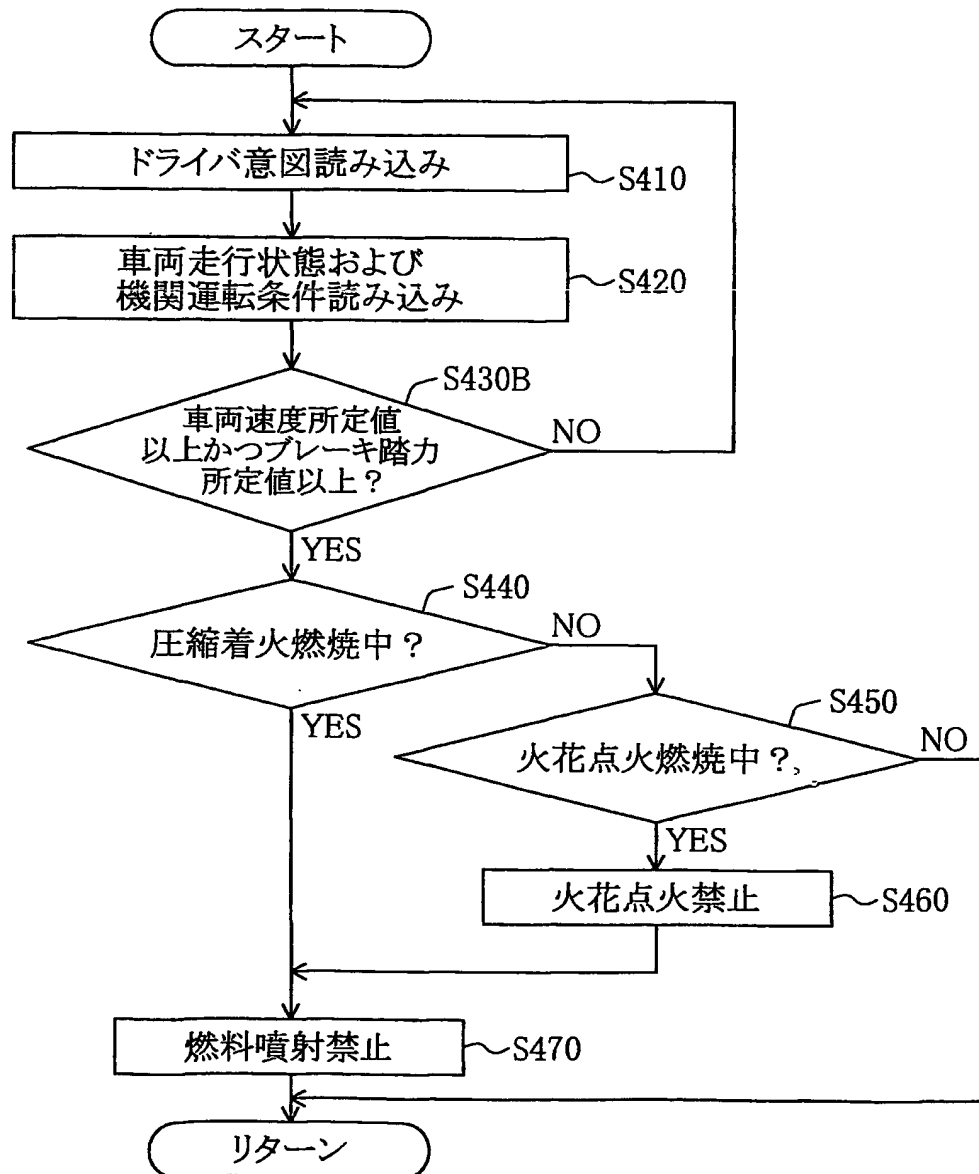 スタート
ドライバ意図読み込み
S410
車両走行状態および
機関運転条件読み込み
S420
S430B
車両速度所定値
以上かつブレーキ踏力
所定値以上？
NO
YES
S440
圧縮着火燃焼中？
NO
YES
S450
火花点火燃焼中？
NO
YES
火花点火禁止
S460
燃料噴射禁止
S470
リターン